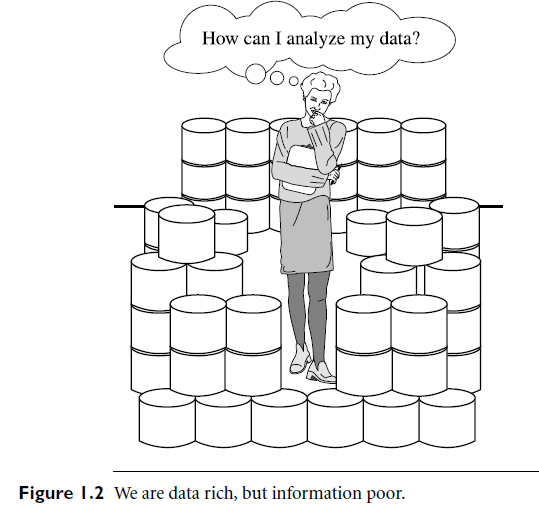 How can I analyze my data?
Figure 1.2 We are data rich, but information poor.